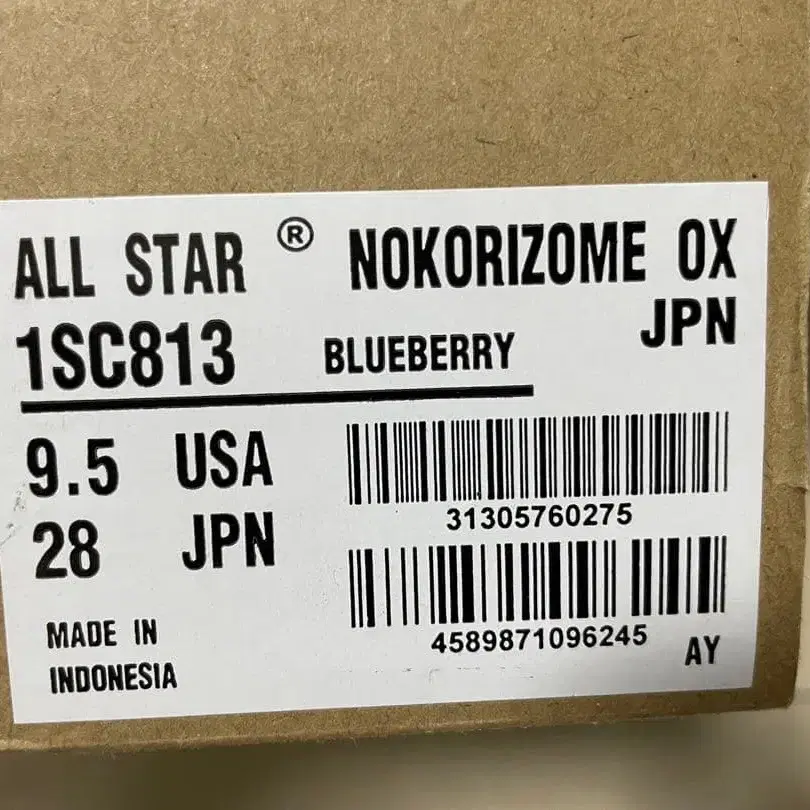 ALL STAR ® NOKORIZOME OX
JPN
1SC813 BLUEBERRY
9.5 USA
28 JPN
31305760275
4589871096245
AY
MADE IN
INDONESIA